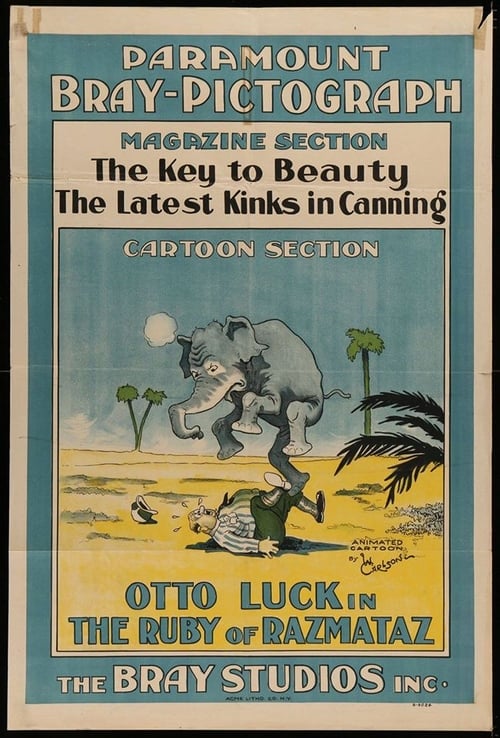 PARAMOUNT
BRAY-PICTOGRAPH
MAGAZINE SECTION
The Key to Beauty
The Latest Kinks in Canning
CARTOON SECTION
ANIMATED
CARTOON
BY W. Carlson
OTTO LUCK IN
THE RUBY OF RAZMATAZ
THE BRAY STUDIOS INC.
ACME LITHO. CO. N.Y.